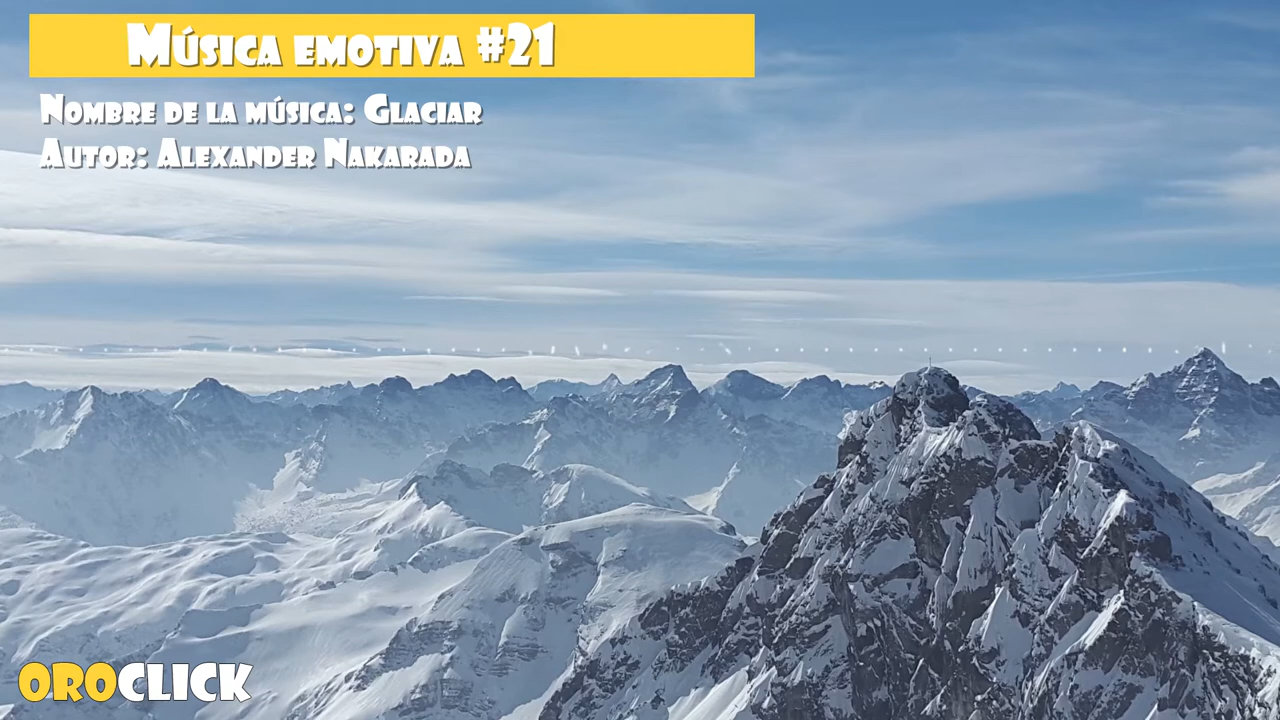 Música emotiva #21
Nombre de la música: Glaciar
Autor: Alexander Nakarada
OROCLICK